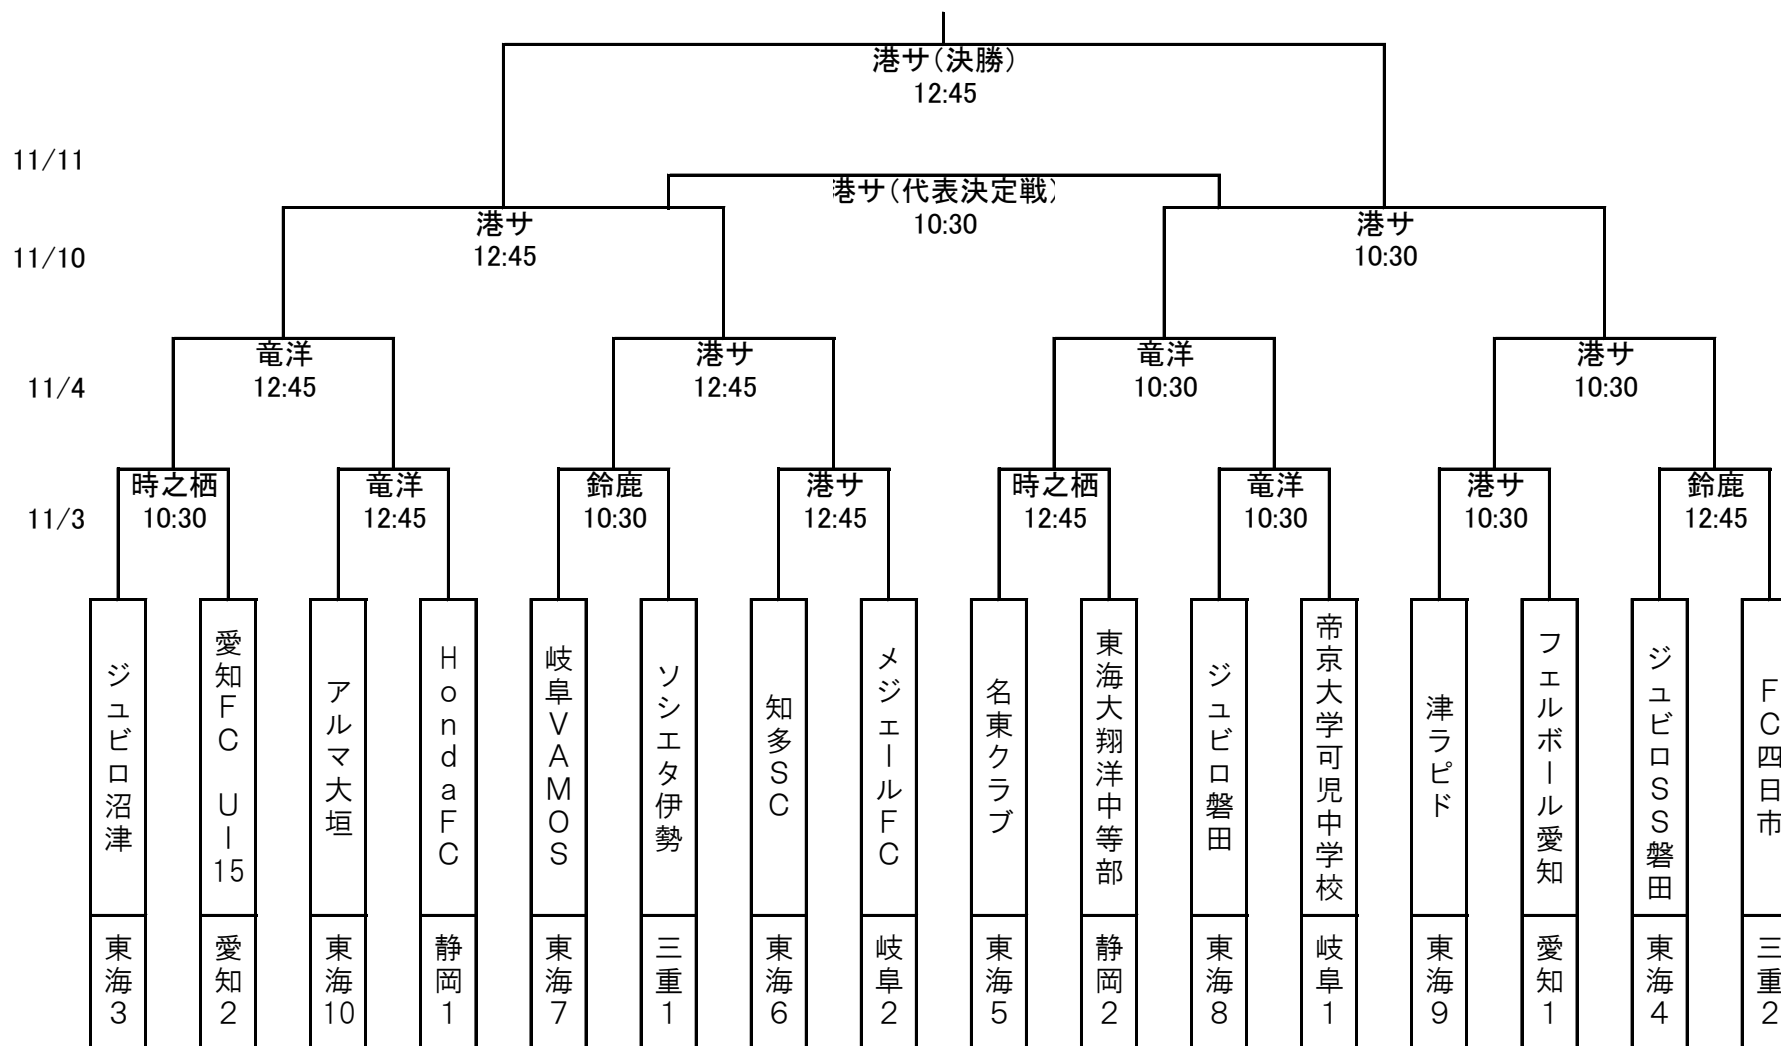 港サ(決勝)
12:45
11/11
港サ(代表決定戦)
10:30
港サ
12:45
港サ
10:30
11/10
竜洋
12:45
港サ
12:45
竜洋
10:30
港サ
10:30
11/4
時之栖
10:30
竜洋
12:45
鈴鹿
10:30
港サ
12:45
時之栖
12:45
竜洋
10:30
港サ
10:30
鈴鹿
12:45
11/3
ジュビロ沼津
愛知FC U-15
アルマ大垣
HondaFC
岐阜VAMOS
ソシエタ伊勢
知多SC
メジェールFC
名東クラブ
東海大翔洋中等部
ジュビロ磐田
帝京大学可児中学校
津ラピド
フェルボール愛知
ジュビロSS磐田
FC四日市
東海3
愛知2
東海10
静岡1
東海7
三重1
東海6
岐阜2
東海5
静岡2
東海8
岐阜1
東海9
愛知1
東海4
三重2